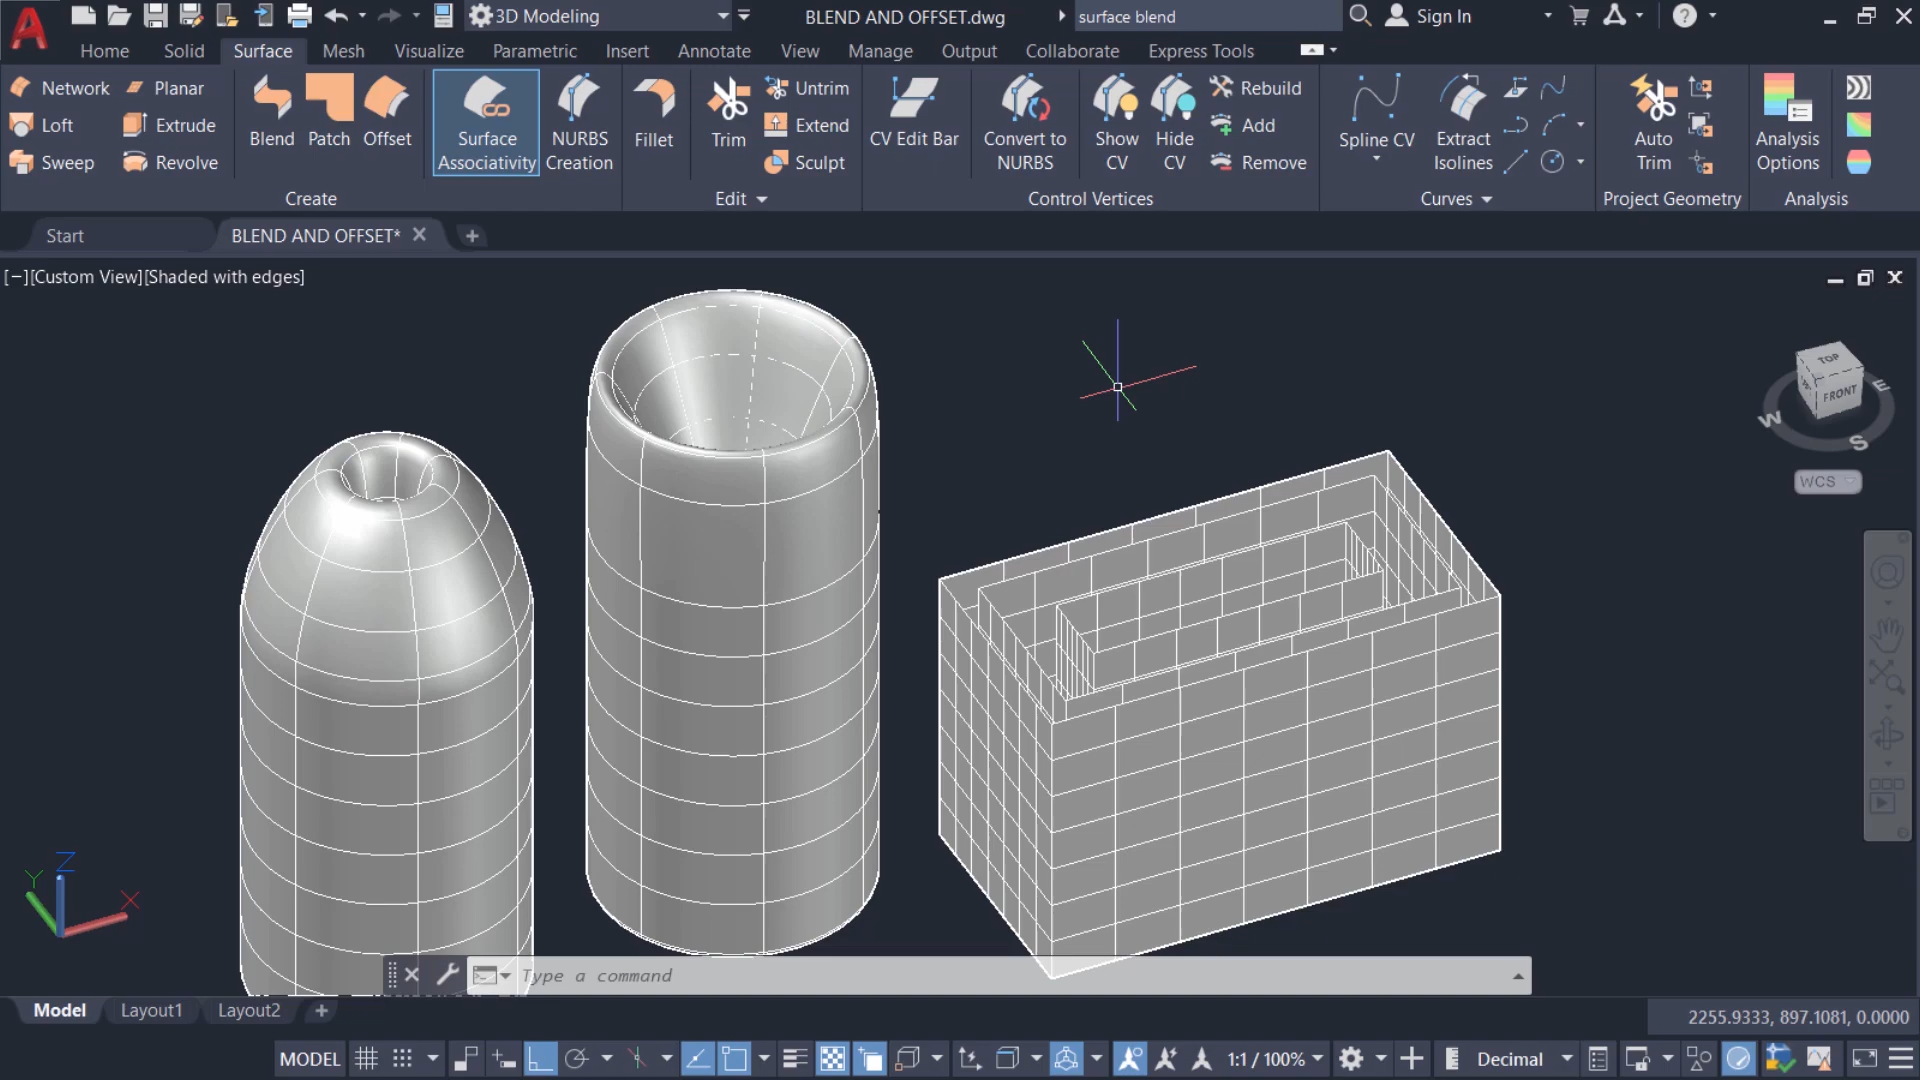 3D Modeling
BLEND AND OFFSET.dwg
surface blend
Sign In
Home Solid Surface Mesh Visualize Parametric Insert Annotate View Manage Output Collaborate Express Tools
Network Planar
Loft Extrude
Sweep Revolve
Blend Patch Offset
Surface Associativity
NURBS Creation
Fillet
Trim
Untrim
Extend
Sculpt
CV Edit Bar
Convert to NURBS
Show CV
Hide CV
Rebuild
Add
Remove
Spline CV
Extract Isolines
Auto Trim
Analysis Options
Create Edit Control Vertices Curves Project Geometry Analysis
Start BLEND AND OFFSET*
[−][Custom View][Shaded with edges]
TOP
FRONT
W
E
S
WCS
Z
Y
X
Type a command
Model Layout1 Layout2
2255.9333, 897.1081, 0.0000
MODEL
1:1 / 100%
Decimal